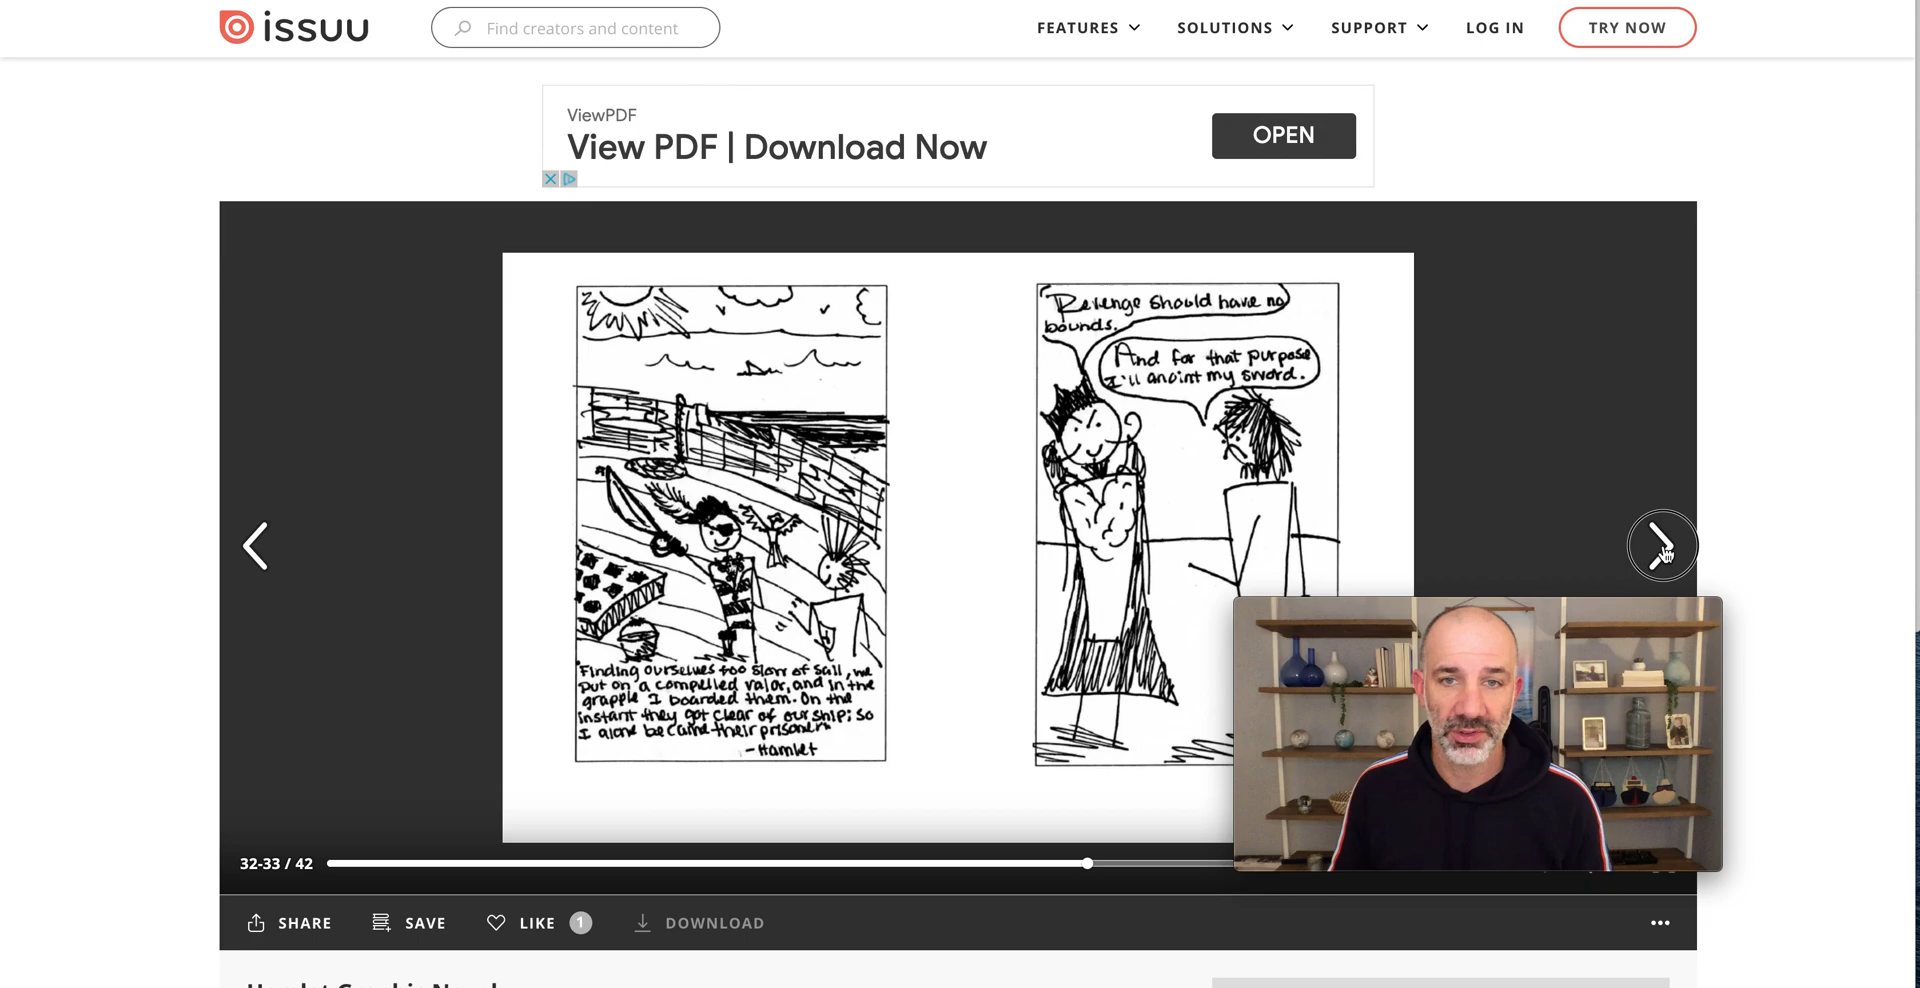 issuu
Find creators and content
FEATURES
SOLUTIONS
SUPPORT
LOG IN
TRY NOW
ViewPDF
View PDF | Download Now
OPEN
Finding ourselves too slow of sail, we
put on a compelled valor, and in the
grapple I boarded them. On the
instant they got clear of our ship; so
I alone became their prisoner"
-Hamlet
Revenge should have no
bounds.
And for that purpose
I'll anoint my sword.
32-33 / 42
SHARE
SAVE
LIKE
1
DOWNLOAD
Hamlet Graphic Novel